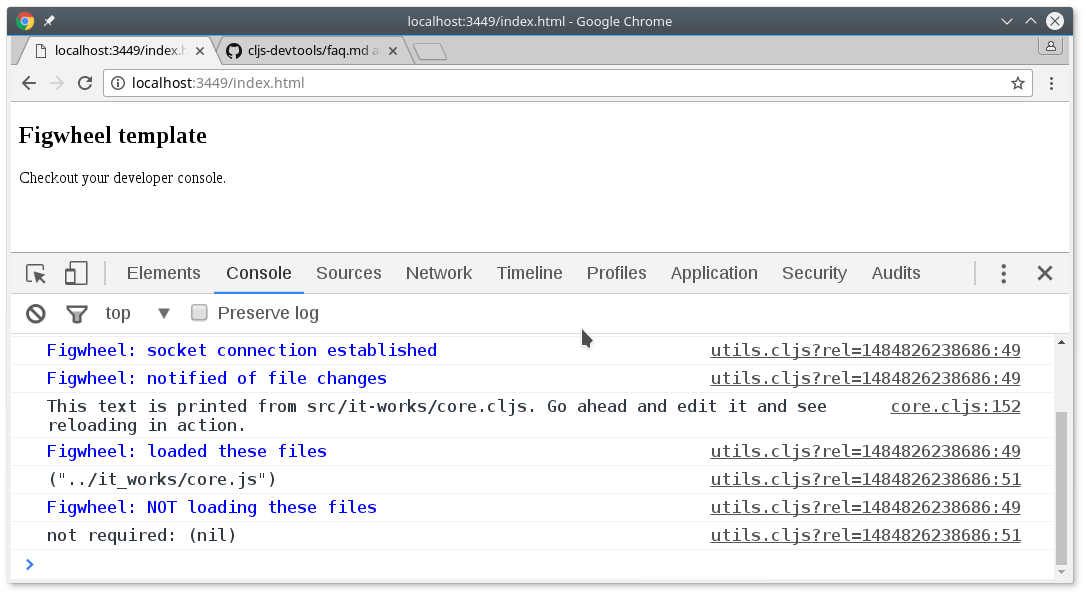 localhost:3449/index.html - Google Chrome
localhost:3449/index.h
cljs-devtools/faq.md a
localhost:3449/index.html
Figwheel template
Checkout your developer console.
Elements Console Sources Network Timeline Profiles Application Security Audits
top Preserve log
Figwheel: socket connection established utils.cljs?rel=1484826238686:49
Figwheel: notified of file changes utils.cljs?rel=1484826238686:49
This text is printed from src/it-works/core.cljs. Go ahead and edit it and see core.cljs:152
reloading in action.
Figwheel: loaded these files utils.cljs?rel=1484826238686:49
("../it_works/core.js") utils.cljs?rel=1484826238686:51
Figwheel: NOT loading these files utils.cljs?rel=1484826238686:49
not required: (nil) utils.cljs?rel=1484826238686:51